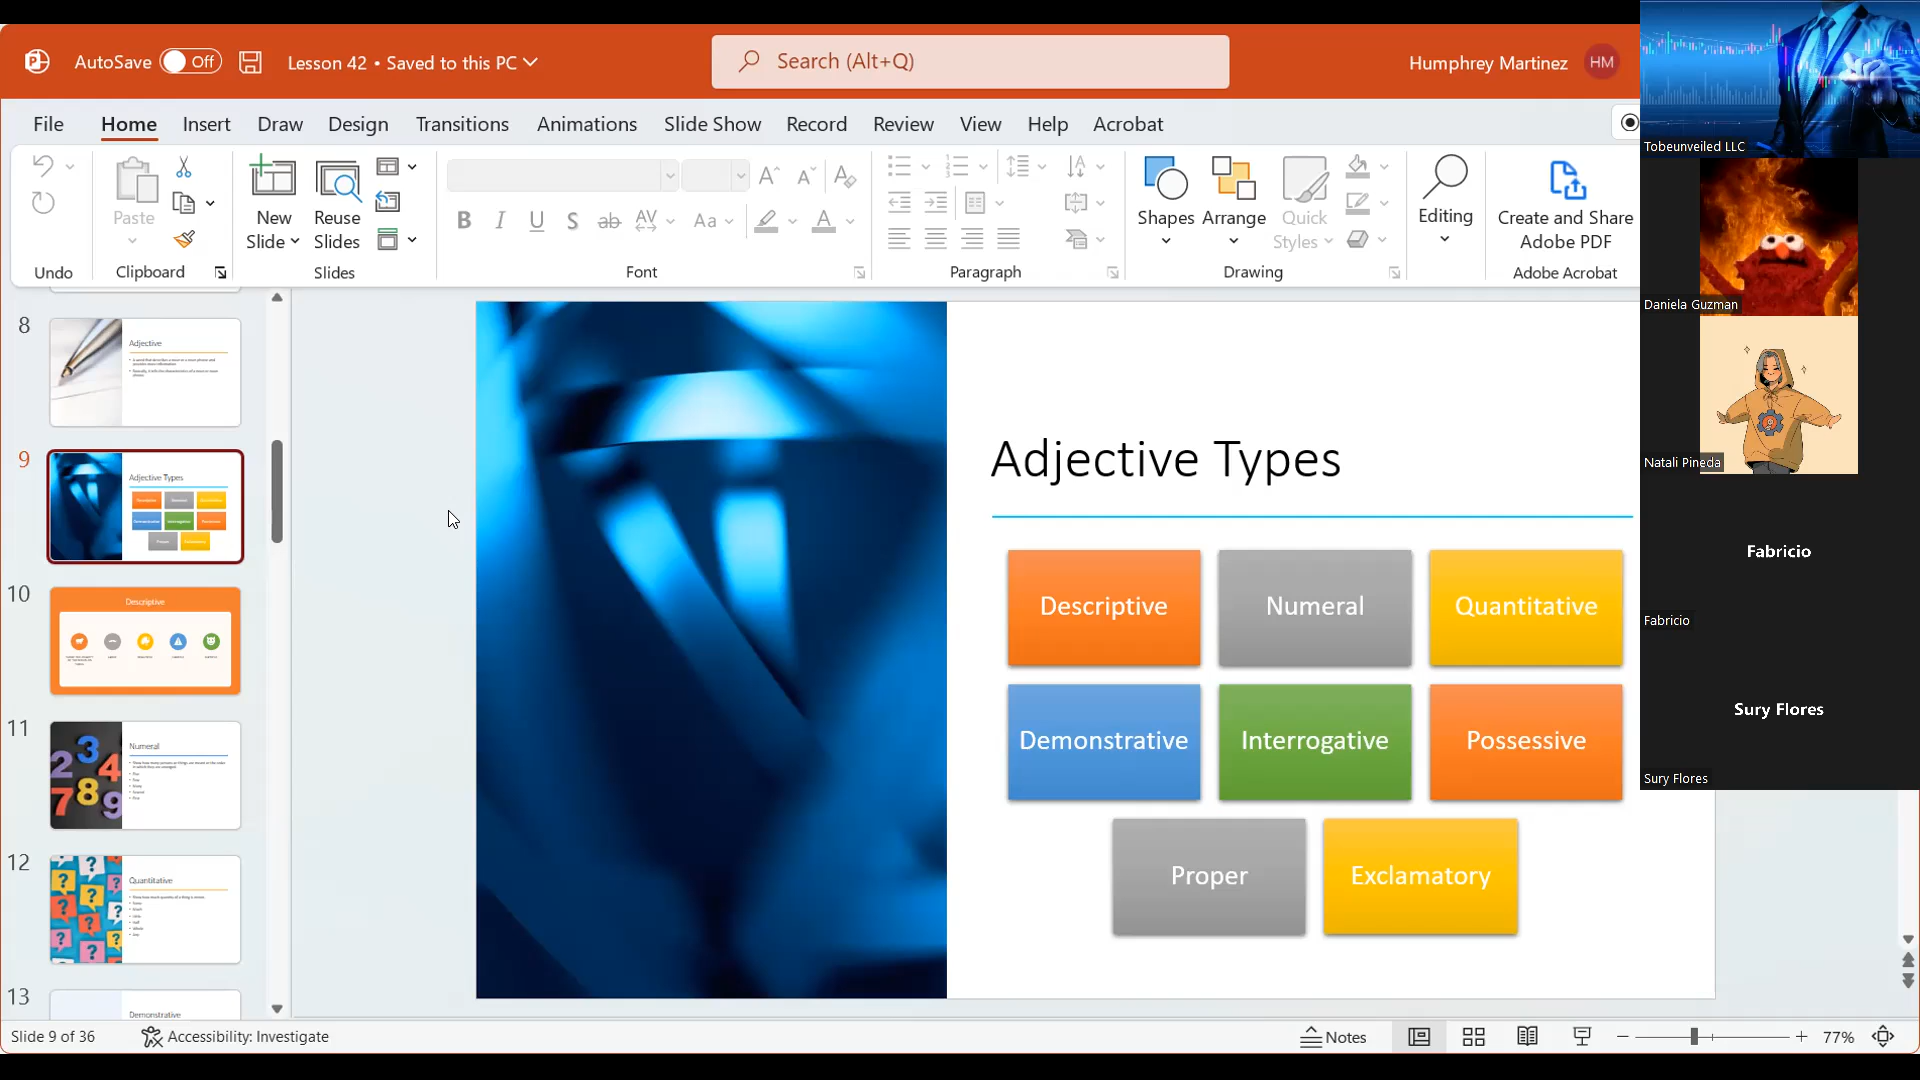 AutoSave Off Lesson 42 • Saved to this PC Search (Alt+Q) Humphrey Martinez HM
File Home Insert Draw Design Transitions Animations Slide Show Record Review View Help Acrobat
Paste New Slide Reuse Slides Shapes Arrange Quick Styles Editing Create and Share Adobe PDF
Undo Clipboard Slides Font Paragraph Drawing Adobe Acrobat
8
Adjective
9
Adjective Types
10
Descriptive
11
Numeral
12
Quantitative
13
Demonstrative
Adjective Types
Descriptive Numeral Quantitative
Demonstrative Interrogative Possessive
Proper Exclamatory
Tobeunveiled LLC
Daniela Guzman
Natali Pineda
Fabricio
Fabricio
Sury Flores
Sury Flores
Slide 9 of 36 Accessibility: Investigate Notes 77%